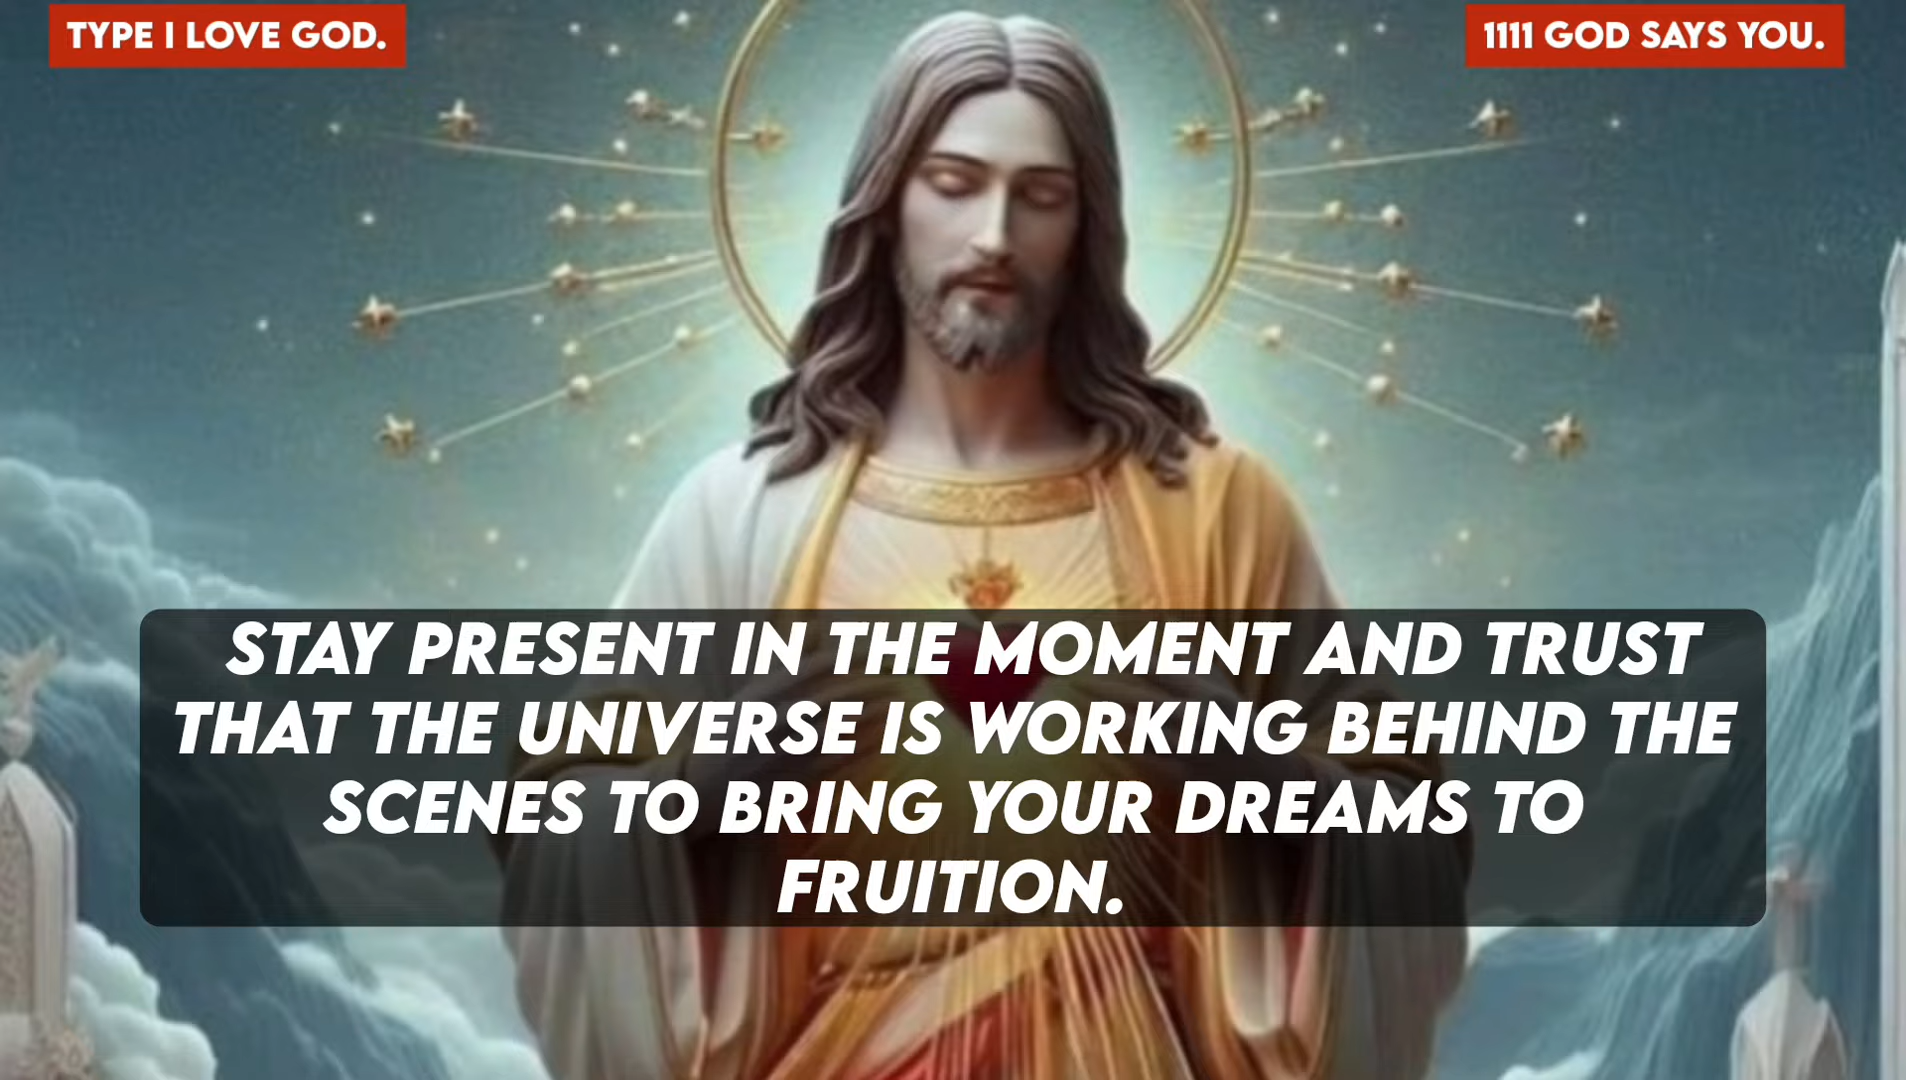 TYPE I LOVE GOD.
1111 GOD SAYS YOU.
STAY PRESENT IN THE MOMENT AND TRUST
THAT THE UNIVERSE IS WORKING BEHIND THE
SCENES TO BRING YOUR DREAMS TO
FRUITION.